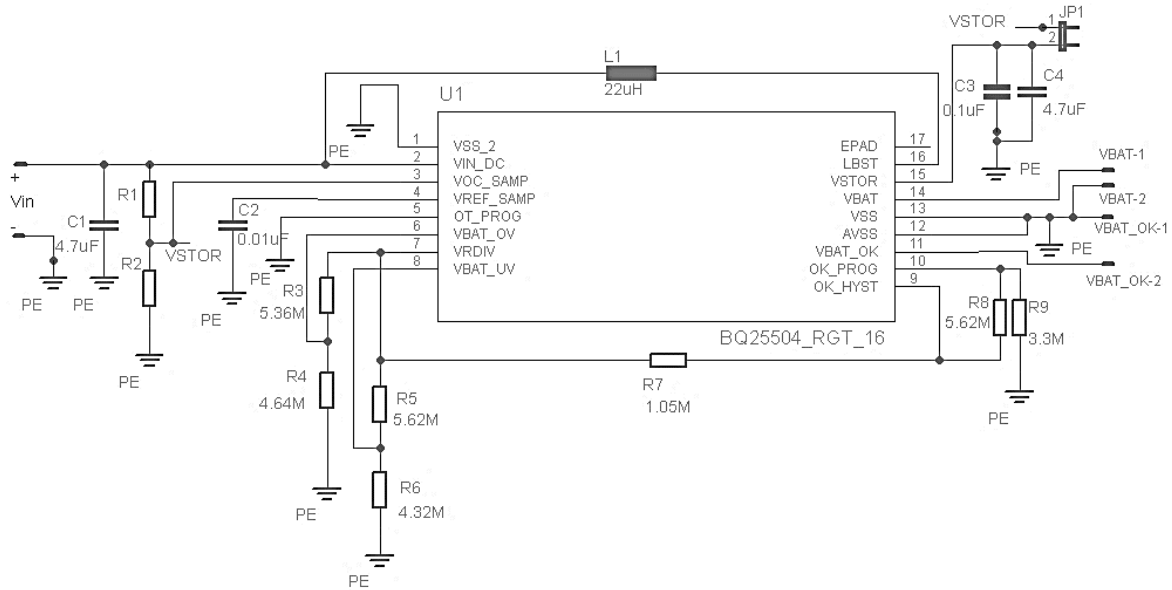 JP1
VSTOR
1
2
L1
22uH
C3
0.1uF
C4
4.7uF
PE
U1
PE
1 VSS_2
2 VIN_DC
3 VOC_SAMP
4 VREF_SAMP
5 OT_PROG
6 VBAT_OV
7 VRDIV
8 VBAT_UV
EPAD 17
LBST 16
VSTOR 15
VBAT 14
VSS 13
AVSS 12
VBAT_OK 11
OK_PROG 10
OK_HYST 9
BQ25504_RGT_16
VBAT-1
VBAT-2
VBAT_OK-1
PE
VBAT_OK-2
+
Vin
-
PE
C1
4.7uF
PE
R1
R2
VSTOR
PE
C2
0.01uF
PE
PE
R3
5.36M
R4
4.64M
PE
R5
5.62M
R6
4.32M
PE
R7
1.05M
R8
5.62M
R9
3.3M
PE